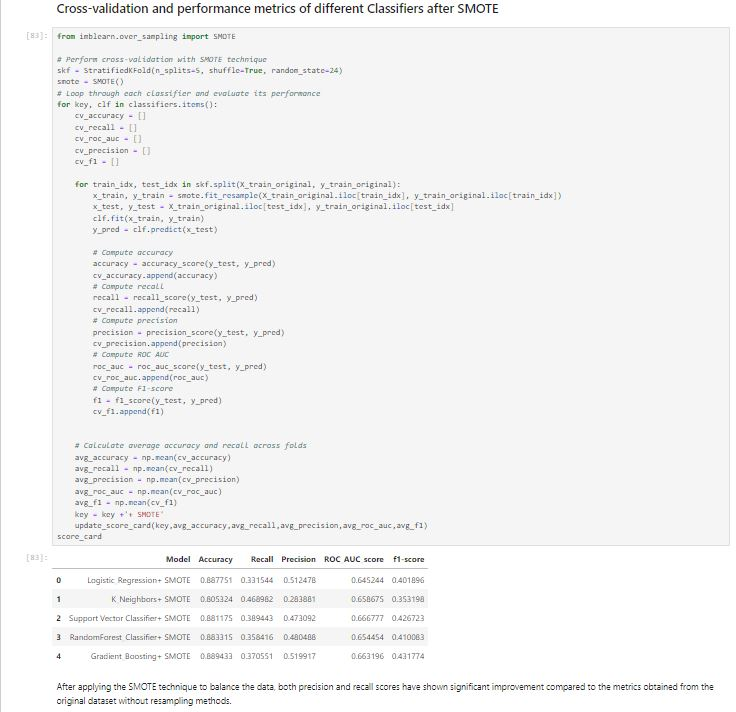 Cross-validation and performance metrics of different Classifiers after SMOTE
[83]: from imblearn.over_sampling import SMOTE
# Perform cross-validation with SMOTE technique
skf = StratifiedKFold(n_splits=5, shuffle=True, random_state=24)
smote = SMOTE()
# Loop through each classifier and evaluate its performance
for key, clf in classifiers.items():
    cv_accuracy = []
    cv_recall = []
    cv_roc_auc = []
    cv_precision = []
    cv_f1 = []
    for train_idx, test_idx in skf.split(X_train_original, y_train_original):
        x_train, y_train = smote.fit_resample(X_train_original.iloc[train_idx], y_train_original.iloc[train_idx])
        x_test, y_test = X_train_original.iloc[test_idx], y_train_original.iloc[test_idx]
        clf.fit(x_train, y_train)
        y_pred = clf.predict(x_test)
        # Compute accuracy
        accuracy = accuracy_score(y_test, y_pred)
        cv_accuracy.append(accuracy)
        # Compute recall
        recall = recall_score(y_test, y_pred)
        cv_recall.append(recall)
        # Compute precision
        precision = precision_score(y_test, y_pred)
        cv_precision.append(precision)
        # Compute ROC AUC
        roc_auc = roc_auc_score(y_test, y_pred)
        cv_roc_auc.append(roc_auc)
        # Compute F1-score
        f1 = f1_score(y_test, y_pred)
        cv_f1.append(f1)
    # Calculate average accuracy and recall across folds
    avg_accuracy = np.mean(cv_accuracy)
    avg_recall = np.mean(cv_recall)
    avg_precision = np.mean(cv_precision)
    avg_roc_auc = np.mean(cv_roc_auc)
    avg_f1 = np.mean(cv_f1)
    key = key +'+ SMOTE'
    update_score_card(key,avg_accuracy,avg_recall,avg_precision,avg_roc_auc,avg_f1)
score_card
[83]: Model Accuracy Recall Precision ROC AUC score f1-score
0 Logistic_Regression+ SMOTE 0.887751 0.331544 0.512478 0.645244 0.401896
1 K_Neighbors+ SMOTE 0.805324 0.468982 0.283881 0.658675 0.353198
2 Support Vector Classifier+ SMOTE 0.881175 0.389443 0.473092 0.666777 0.426723
3 RandomForest_Classifier+ SMOTE 0.883315 0.358416 0.480488 0.654454 0.410083
4 Gradient_Boosting+ SMOTE 0.889433 0.370551 0.519917 0.663196 0.431774
After applying the SMOTE technique to balance the data, both precision and recall scores have shown significant improvement compared to the metrics obtained from the
original dataset without resampling methods.